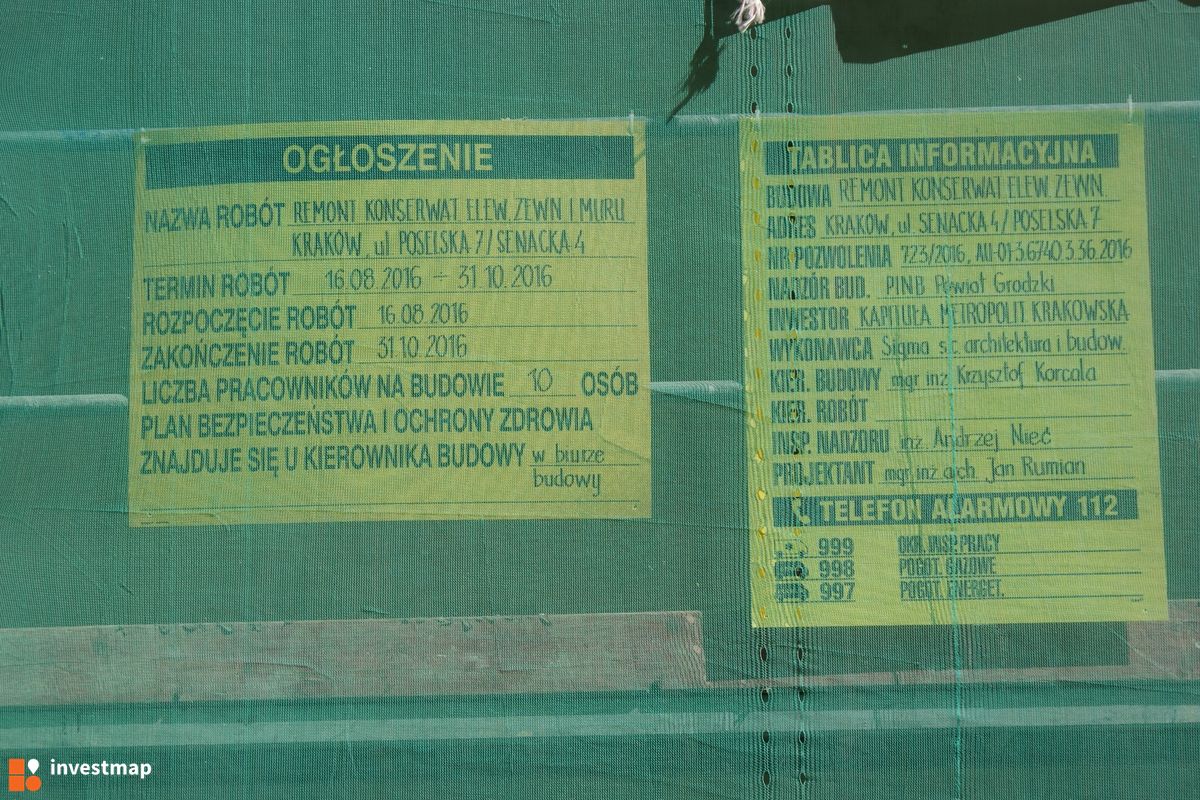 OGŁOSZENIE
NAZWA ROBÓT REMONT KONSERWAT ELEW ZEWN I MURU
KRAKÓW, ul POSELSKA 7/ SENACKA 4
TERMIN ROBÓT 16.08 2016 ÷ 31 10. 2016
ROZPOCZĘCIE ROBÓT 16.08.2016
ZAKOŃCZENIE ROBÓT 31.10.2016
LICZBA PRACOWNIKÓW NA BUDOWIE 10 OSÓB
PLAN BEZPIECZEŃSTWA I OCHRONY ZDROWIA
ZNAJDUJE SIĘ U KIEROWNIKA BUDOWY w biurze
budowy
TABLICA INFORMACYJNA
BUDOWA REMONT KONSERWAT ELEW ZEWN.
ADRES KRAKÓW, ul. SENACKA 4/ POSELSKA 7
NR POZWOLENIA 723/2016, AU-01-3.6740.3.36.2016
NADZÓR BUD. PINB Powiat Grodzki
INWESTOR KAPITUŁA METROPOLIT KRAKOWSKA
WYKONAWCA Sigma s.c. architektura i budow.
KIER. BUDOWY mgr inż Krzysztof Korcala
KIER. ROBÓT
INSP. NADZORU inż. Andrzej Nieć
PROJEKTANT mgr. inż. arch. Jan Rumian
TELEFON ALARMOWY 112
999 OKR. INSP. PRACY
998 POGOT. GAZOWE
997 POGOT. ENERGET.
investmap